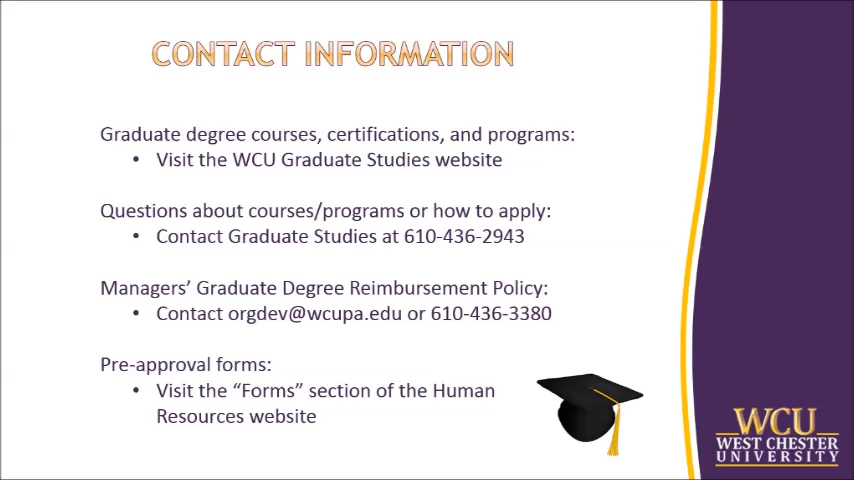 CONTACT INFORMATION
Graduate degree courses, certifications, and programs:
• Visit the WCU Graduate Studies website
Questions about courses/programs or how to apply:
• Contact Graduate Studies at 610-436-2943
Managers’ Graduate Degree Reimbursement Policy:
• Contact orgdev@wcupa.edu or 610-436-3380
Pre-approval forms:
• Visit the “Forms” section of the Human
Resources website
WCU
WEST CHESTER
UNIVERSITY